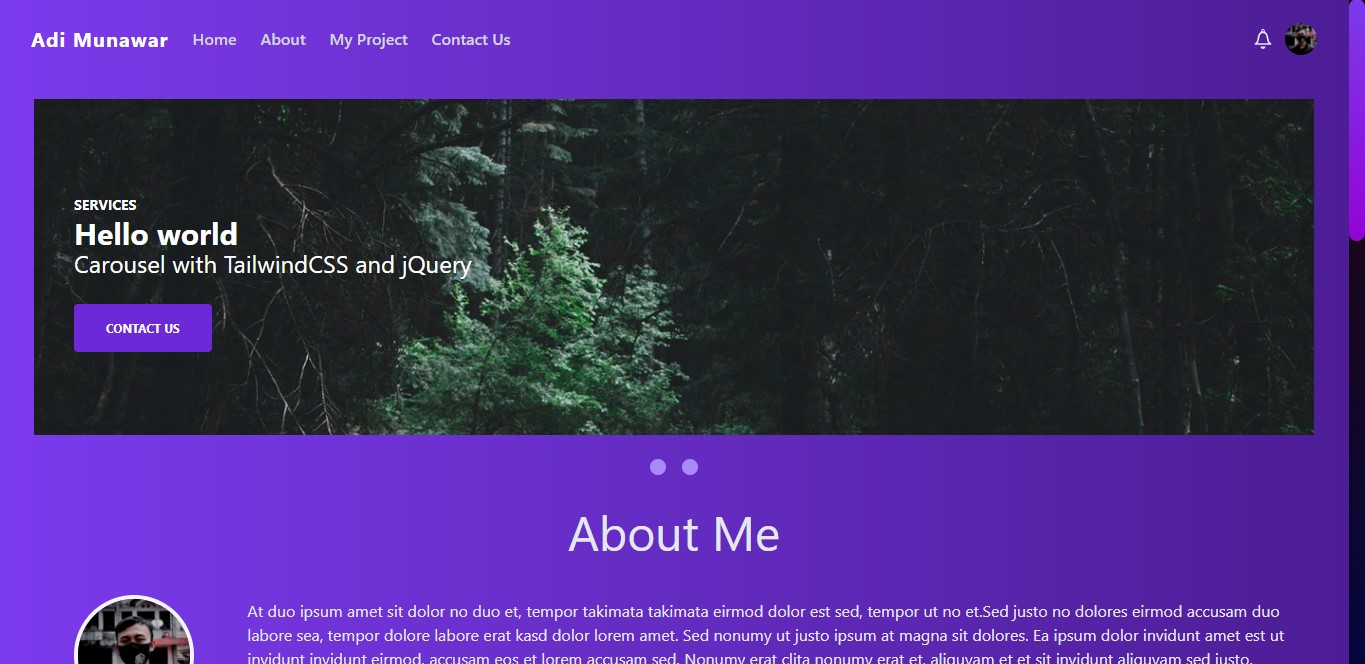 Adi Munawar Home About My Project Contact Us
SERVICES
Hello world
Carousel with TailwindCSS and jQuery
CONTACT US
About Me
At duo ipsum amet sit dolor no duo et, tempor takimata takimata eirmod dolor est sed, tempor ut no et.Sed justo no dolores eirmod accusam duo
labore sea, tempor dolore labore erat kasd dolor lorem amet. Sed nonumy ut justo ipsum at magna sit dolores. Ea ipsum dolor invidunt amet est ut
invidunt invidunt eirmod, accusam eos et lorem accusam sed. Nonumy erat clita nonumy erat et, aliquyam et et sit invidunt aliquyam sed justo.